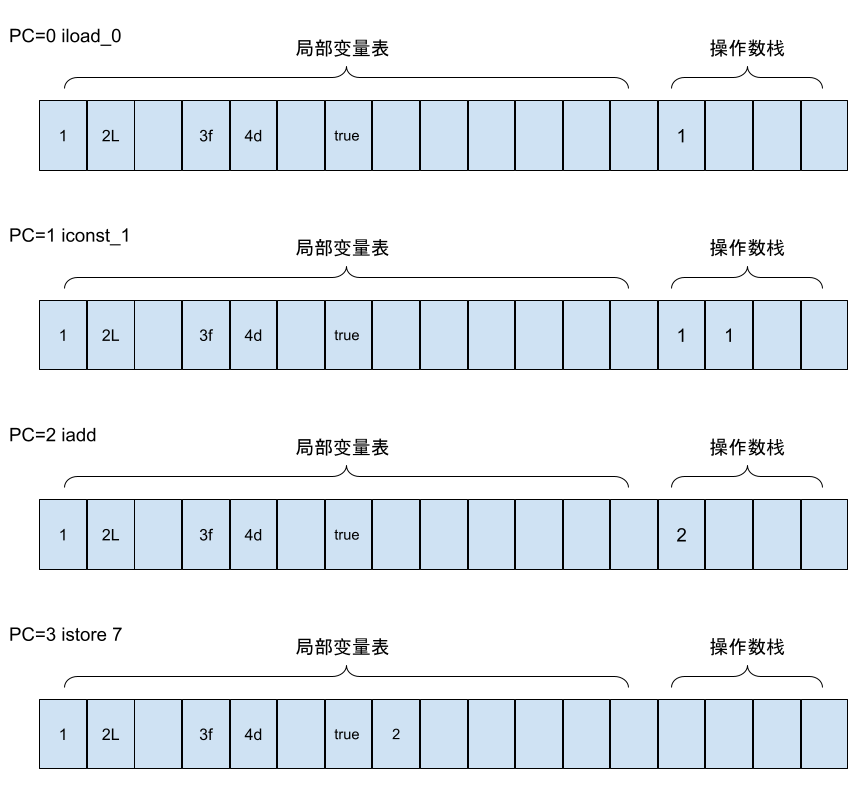 PC=0 iload_0
局部变量表 操作数栈
1 2L 3f 4d true 1
PC=1 iconst_1
局部变量表 操作数栈
1 2L 3f 4d true 1 1
PC=2 iadd
局部变量表 操作数栈
1 2L 3f 4d true 2
PC=3 istore 7
局部变量表 操作数栈
1 2L 3f 4d true 2